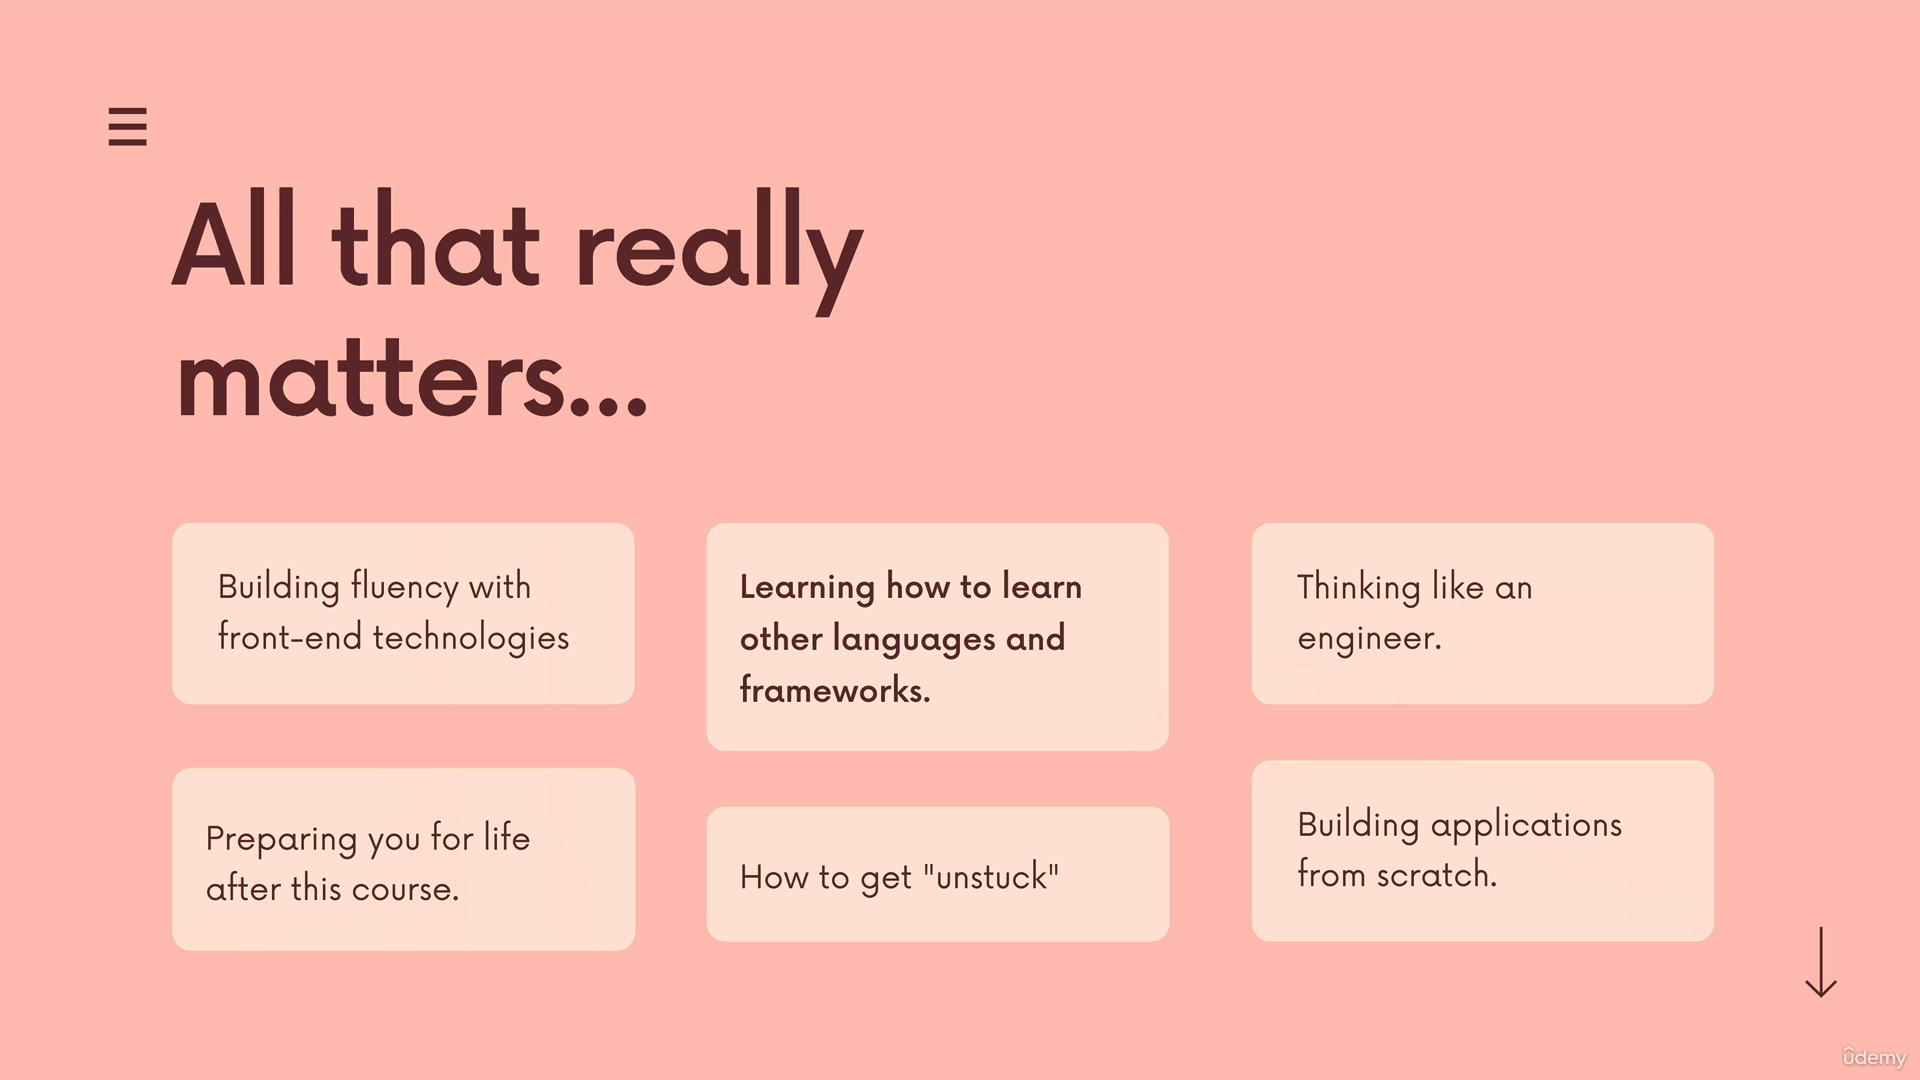 All that really
matters...
Building fluency with
front-end technologies
Learning how to learn
other languages and
frameworks.
Thinking like an
engineer.
Preparing you for life
after this course.
How to get "unstuck"
Building applications
from scratch.
ûdemy